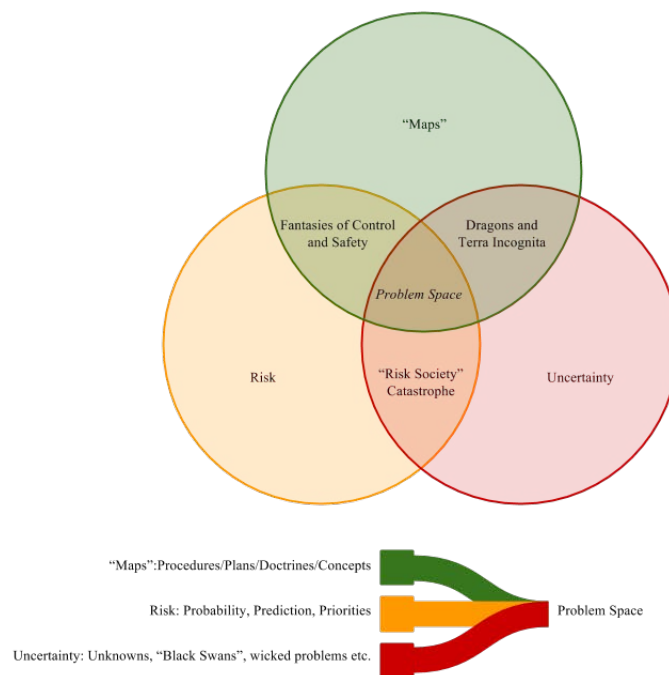 “Maps”
Fantasies of Control
and Safety
Dragons and
Terra Incognita
Problem Space
Risk
“Risk Society”
Catastrophe
Uncertainty
“Maps”:Procedures/Plans/Doctrines/Concepts
Risk: Probability, Prediction, Priorities
Problem Space
Uncertainty: Unknowns, “Black Swans”, wicked problems etc.